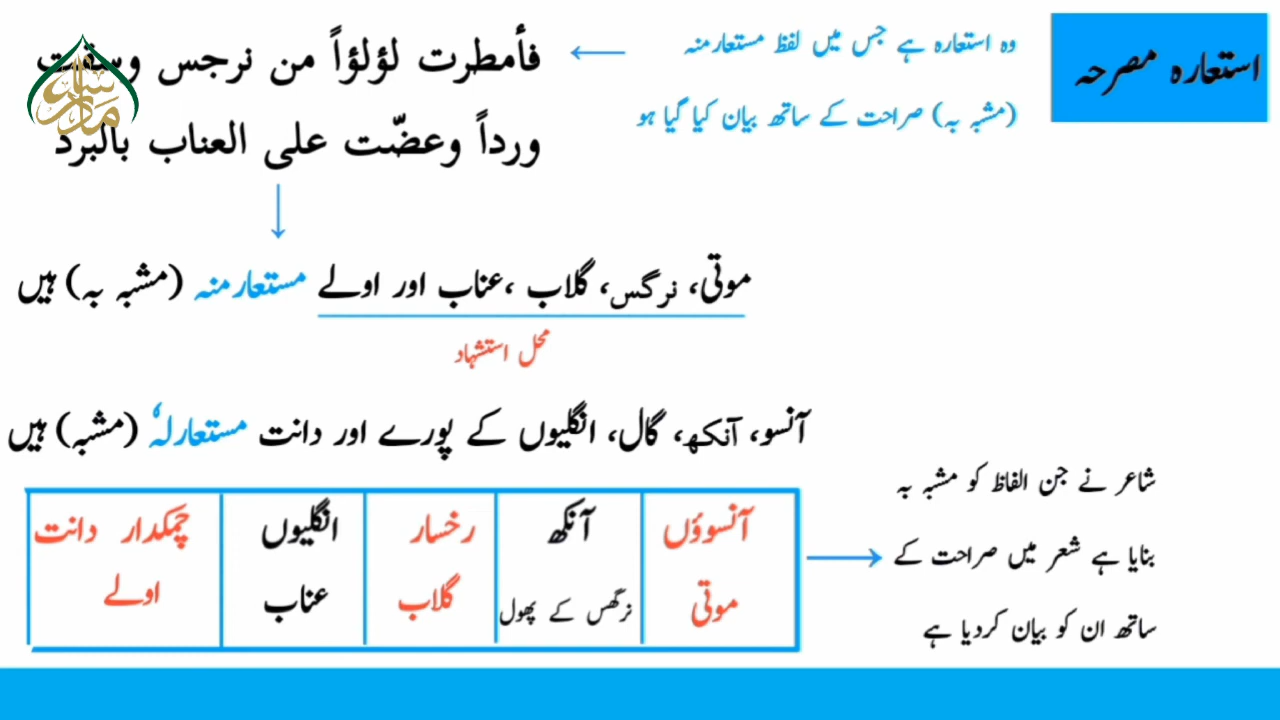 استعارہ مصرحہ
وہ استعارہ ہے جس میں لفظ مستعارمنہ
(مشبہ بہ) صراحت کے ساتھ بیان کیا گیا ہو
فأمطرت لؤلؤاً من نرجس وسقت
ورداً وعضّت على العناب بالبرد
موتی، نرگس، گلاب ،عناب اور اولے مستعارمنہ (مشبہ بہ) ہیں
محل استشہاد
آنسو، آنکھ، گال، انگلیوں کے پورے اور دانت مستعارلہٗ (مشبہ) ہیں
آنسوؤں آنکھ رخسار انگلیوں چمکدار دانت
موتی نرگھس کے پھول گلاب عناب اولے
شاعر نے جن الفاظ کو مشبہ بہ
بنایا ہے شعر میں صراحت کے
ساتھ ان کو بیان کردیا ہے